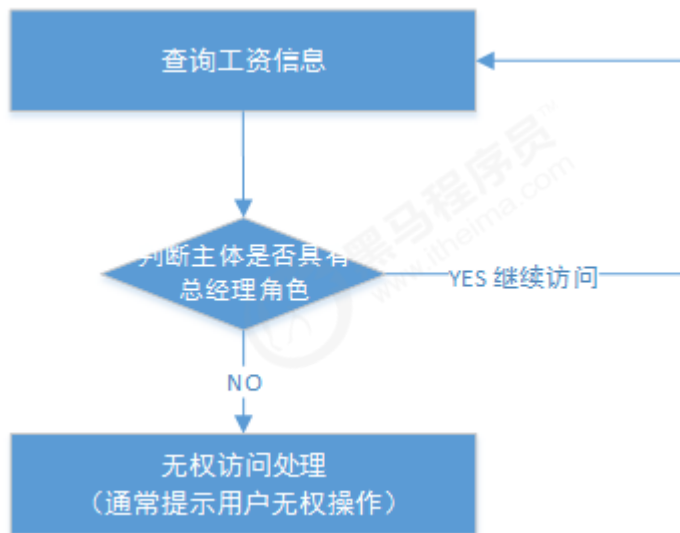 查询工资信息
判断主体是否具有
总经理角色
YES 继续访问
NO
无权访问处理
（通常提示用户无权操作）
黑马程序员™
www.itheima.com